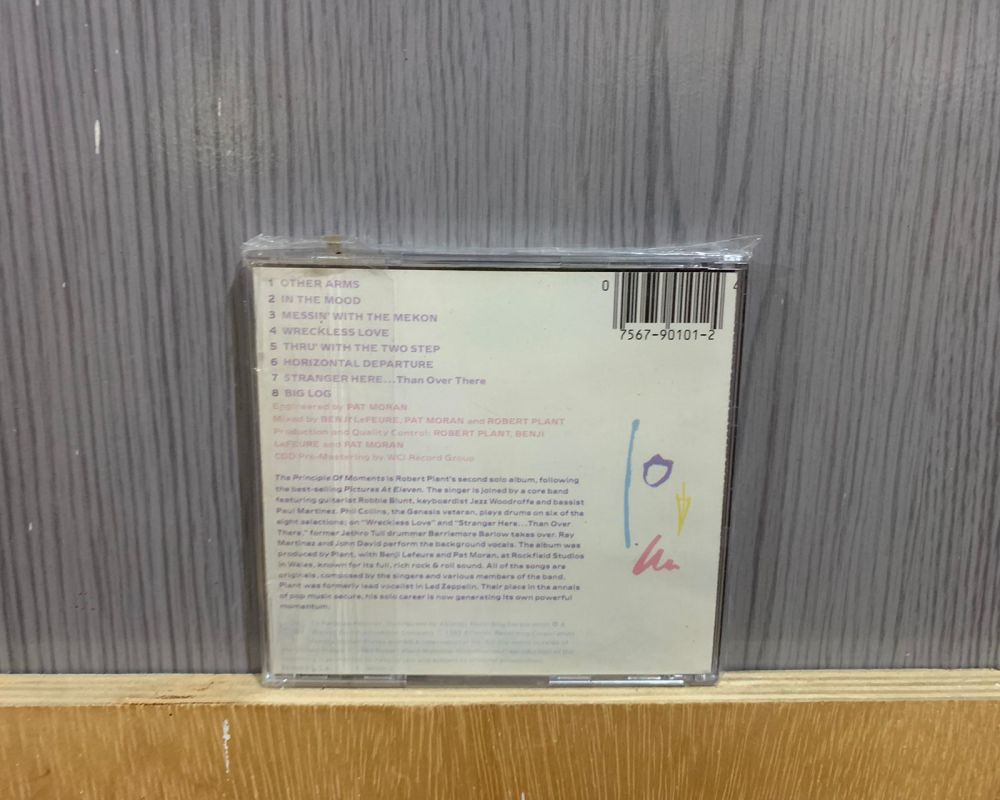 1 OTHER ARMS
2 IN THE MOOD
3 MESSIN' WITH THE MEKON
4 WRECKLESS LOVE
5 THRU' WITH THE TWO STEP
6 HORIZONTAL DEPARTURE
7 STRANGER HERE...Than Over There
8 BIG LOG
Engineered by PAT MORAN
Mixed by BENJI LeFEURE, PAT MORAN and ROBERT PLANT
Production and Quality Control: ROBERT PLANT, BENJI
LeFEURE and PAT MORAN
CDD Pre-Mastering by WCI Record Group
The Principle Of Moments is Robert Plant's second solo album, following
the best-selling Pictures At Eleven. The singer is joined by a core band
featuring guitarist Robbie Blunt, keyboardist Jezz Woodroffe and bassist
Paul Martinez. Phil Collins, the Genesis veteran, plays drums on six of the
eight selections; on "Wreckless Love" and "Stranger Here...Than Over
There," former Jethro Tull drummer Barriemore Barlow takes over. Ray
Martinez and John David perform the background vocals. The album was
produced by Plant, with Benji Lefeure and Pat Moran, at Rockfield Studios
in Wales, known for its full, rich rock & roll sound. All of the songs are
originals, composed by the singers and various members of the band.
Plant was formerly lead vocalist in Led Zeppelin. Their place in the annals
of pop music secure, his solo career is now generating its own powerful
momentum.
0 7567-90101-2 4